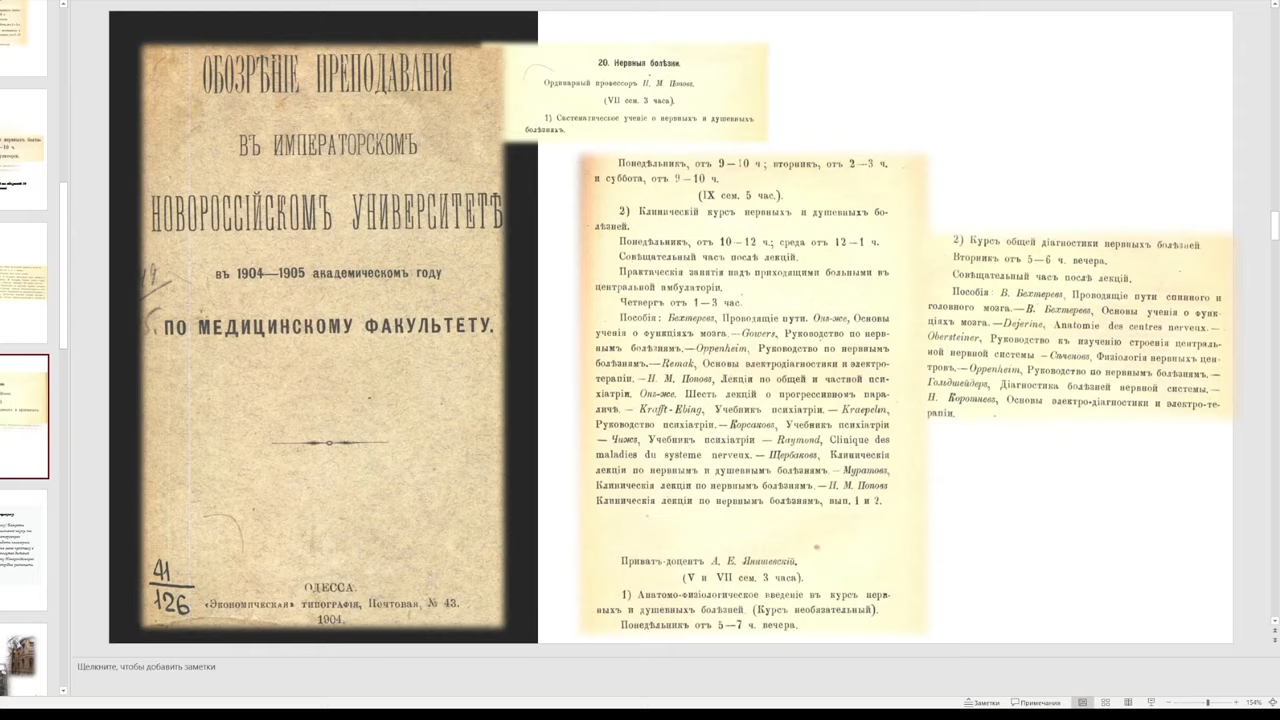 ОБОЗРѢНІЕ ПРЕПОДАВАНІЯ
ВЪ ИМПЕРАТОРСКОМЪ
НОВОРОССІЙСКОМЪ УНИВЕРСИТЕТѢ
въ 1904—1905 академическомъ году
ПО МЕДИЦИНСКОМУ ФАКУЛЬТЕТУ.
41
126
ОДЕССА.
«Экономическая» типографія, Почтовая, № 43.
1904.
20. Нервныя болѣзни.
Ординарный профессоръ Н. М Поповъ.
(VII сем. 3 часа).
1) Систематическое ученіе о нервныхъ и душевныхъ
болѣзняхъ.
Понедѣльникъ, отъ 9—10 ч; вторникъ, отъ 2—3 ч.
и суббота, отъ 9—10 ч.
(IX сем. 5 час.).
2) Клиническій курсъ нервныхъ и душевныхъ бо-
лѣзней.
Понедѣльникъ, отъ 10—12 ч.; среда отъ 12—1 ч.
Совѣщательный часъ послѣ лекцій.
Практическія занятія надъ приходящими больными въ
центральной амбулаторіи.
Четвергъ отъ 1—3 час.
Пособія: Бехтеревъ, Проводящіе пути. Онъ-же, Основы
ученія о функціяхъ мозга.—Gowers, Руководство по нерв-
нымъ болѣзнямъ.—Oppenheim, Руководство по нервнымъ
болѣзнямъ.—Remak, Основы электродіагностики и электро-
терапіи.—Н. М. Поповъ, Лекціи по общей и частной пси-
хіатріи. Онъ-же. Шесть лекцій о прогрессивномъ пара-
личѣ. — Krafft-Ebing, Учебникъ психіатріи.—Kraepelin,
Руководство психіатріи.—Корсаковъ, Учебникъ психіатріи
— Чижъ, Учебникъ психіатріи — Raymond, Clinique des
maladies du systeme nerveux.—Щербаковъ, Клиническія
лекціи по нервнымъ и душевнымъ болѣзнямъ.—Муратовъ,
Клиническія лекціи по нервнымъ болѣзнямъ.—Н. М. Поповъ
Клиническія лекціи по нервнымъ болѣзнямъ, вып. 1 и 2.
Приватъ-доцентъ А. Е. Янишевскій.
(V и VII сем. 3 часа).
1) Анатомо-физіологическое введеніе въ курсъ нерв-
ныхъ и душевныхъ болѣзней. (Курсъ необязательный).
Понедѣльникъ отъ 5—7 ч. вечера.
2) Курсъ общей діагностики нервныхъ болѣзней.
Вторникъ отъ 5—6 ч. вечера.
Совѣщательный часъ послѣ лекцій.
Пособія: В. Бехтеревъ, Проводящіе пути спинного и
головного мозга.—В. Бехтеревъ, Основы ученія о функ-
ціяхъ мозга.—Dejerine, Anatomie des centres nerveux.—
Obersteiner, Руководство къ изученію строенія централь-
ной нервной системы — Сѣченовъ, Физіологія нервныхъ цен-
тровъ.—Oppenheim, Руководство по нервнымъ болѣзнямъ.—
Гольдшейдеръ, Діагностика болѣзней нервной системы.—
Н. Коротневъ, Основы электро-діагностики и электро-те-
рапіи.
Щелкните, чтобы добавить заметки
Заметки
Примечания
154%